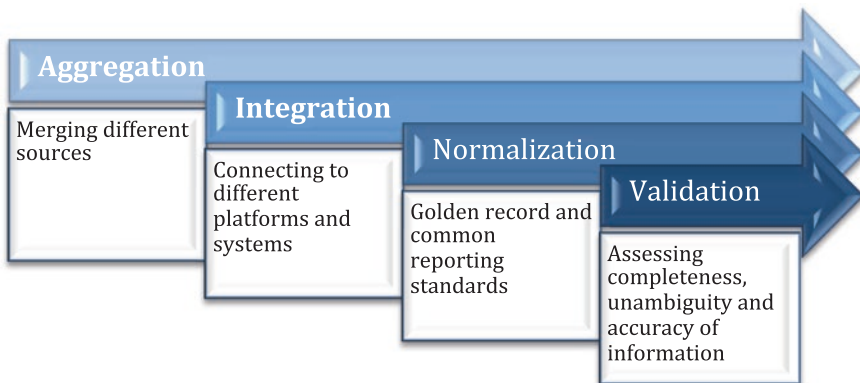 Aggregation
Merging different
sources
Integration
Connecting to
different
platforms and
systems
Normalization
Golden record and
common
reporting
standards
Validation
Assessing
completeness,
unambiguity and
accuracy of
information